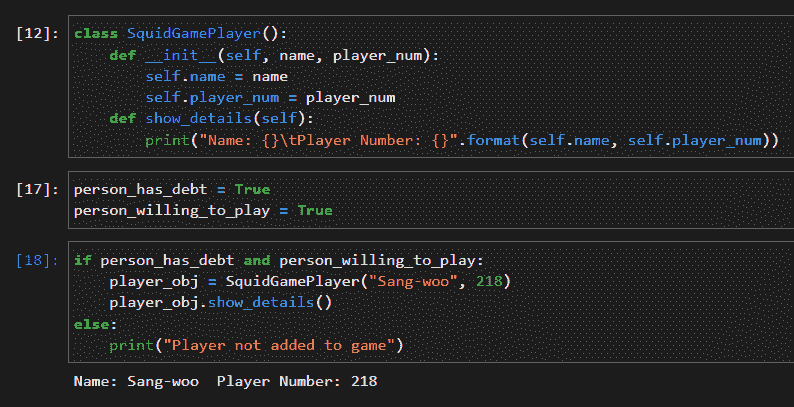 [12]: class SquidGamePlayer():
    def __init__(self, name, player_num):
        self.name = name
        self.player_num = player_num
    def show_details(self):
        print("Name: {}\tPlayer Number: {}".format(self.name, self.player_num))
[17]: person_has_debt = True
person_willing_to_play = True
[18]: if person_has_debt and person_willing_to_play:
    player_obj = SquidGamePlayer("Sang-woo", 218)
    player_obj.show_details()
else:
    print("Player not added to game")
Name: Sang-woo  Player Number: 218